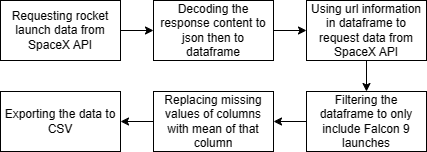 Requesting rocket
launch data from
SpaceX API
Decoding the
response content to
json then to
dataframe
Using url information
in dataframe to
request data from
SpaceX API
Filtering the
dataframe to only
include Falcon 9
launches
Replacing missing
values of columns
with mean of that
column
Exporting the data to
CSV